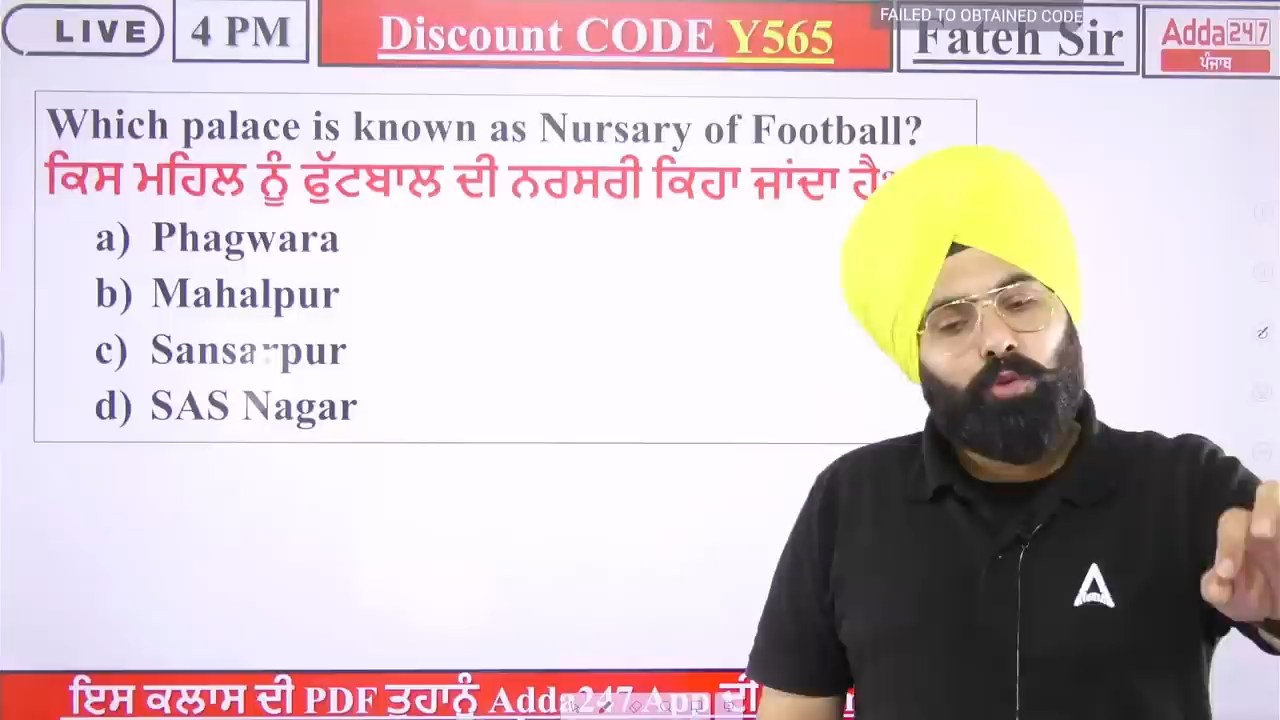 LIVE
4 PM
Discount CODE Y565
FAILED TO OBTAINED CODE
Fateh Sir
Adda247
ਪੰਜਾਬ
Which palace is known as Nursary of Football?
ਕਿਸ ਮਹਿਲ ਨੂੰ ਫੁੱਟਬਾਲ ਦੀ ਨਰਸਰੀ ਕਿਹਾ ਜਾਂਦਾ ਹੈ?
a) Phagwara
b) Mahalpur
c) Sansarpur
d) SAS Nagar
ਇਸ ਕਲਾਸ ਦੀ PDF ਤੁਹਾਨੂੰ Adda247 App ਦੀ